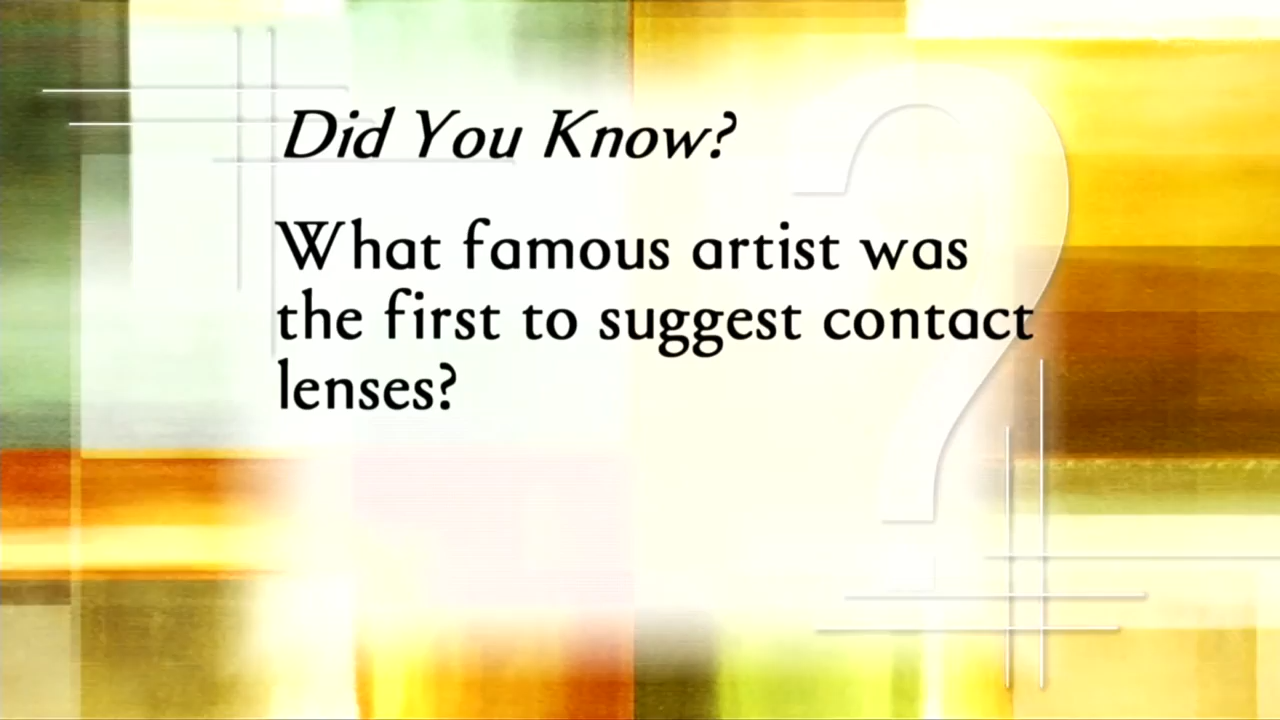 Did You Know?
What famous artist was
the first to suggest contact
lenses?